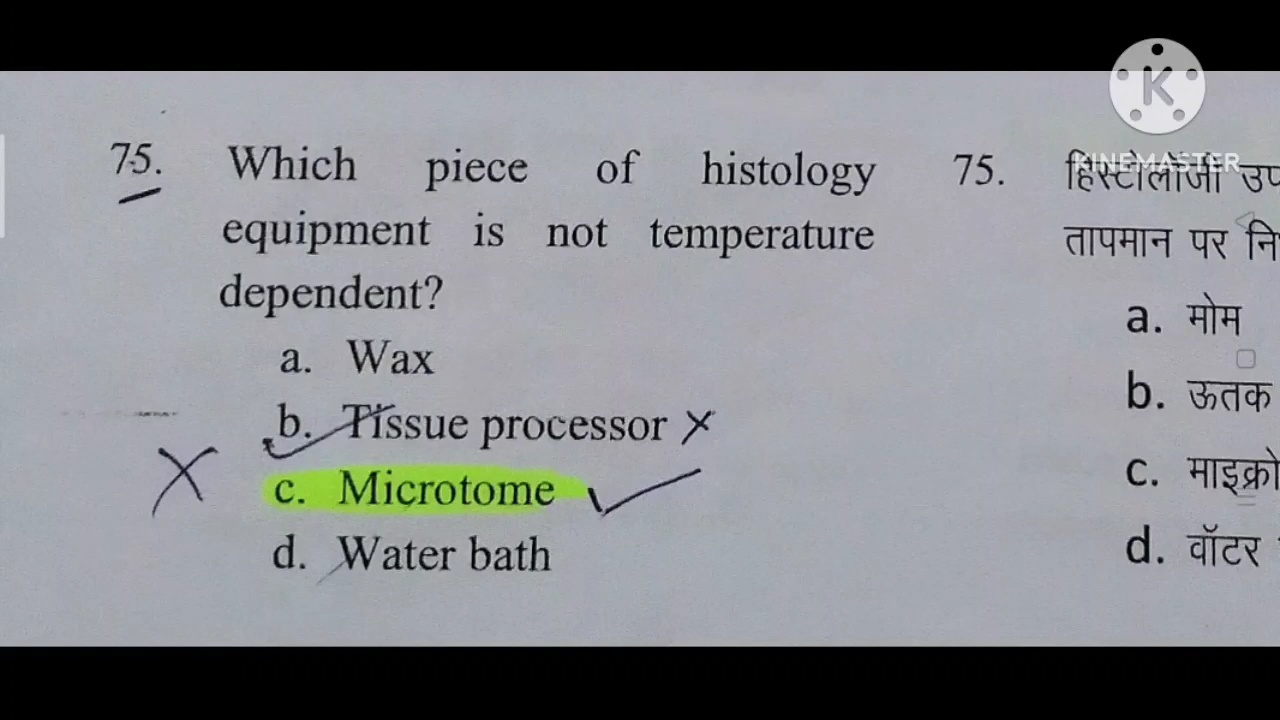 75. Which piece of histology
equipment is not temperature
dependent?
a. Wax
b. Tissue processor
c. Microtome
d. Water bath
75. हिस्टोलॉजी
तापमान पर
a. मोम
b. ऊतक
c.
d. वॉटर
K
KINEMASTER